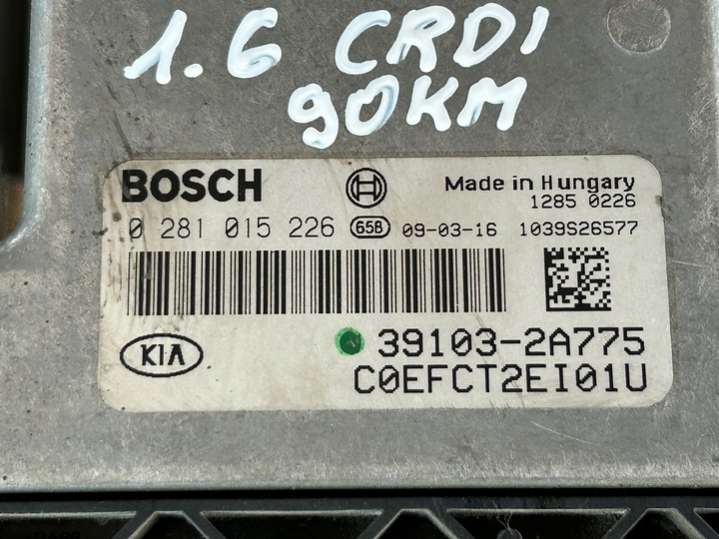 1.6 CRDI
90KM
BOSCH
Made in Hungary
1285 0226
0 281 015 226 658 09-03-16 1039S26577
KIA
39103-2A775
C0EFCT2EI01U